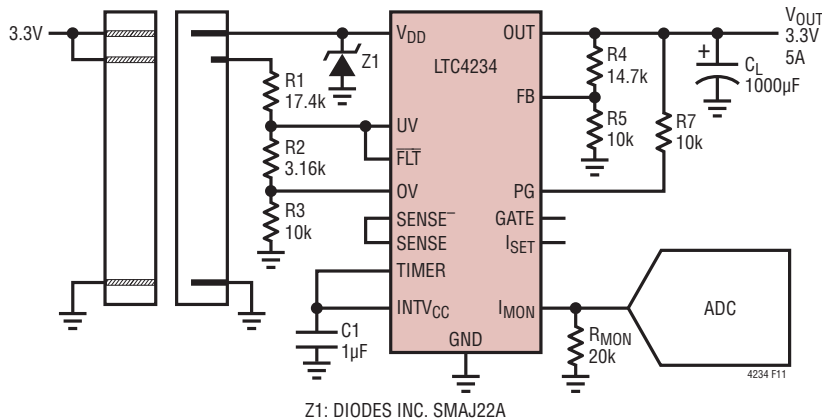 3.3V
V_DD
OUT
V_OUT
3.3V
5A
Z1
LTC4234
R4
14.7k
+
C_L
1000µF
R1
17.4k
FB
R5
10k
R7
10k
UV
R2
3.16k
FLT
OV
PG
R3
10k
SENSE⁻
GATE
SENSE
I_SET
TIMER
INTV_CC
I_MON
ADC
C1
1µF
GND
R_MON
20k
4234 F11
Z1: DIODES INC. SMAJ22A